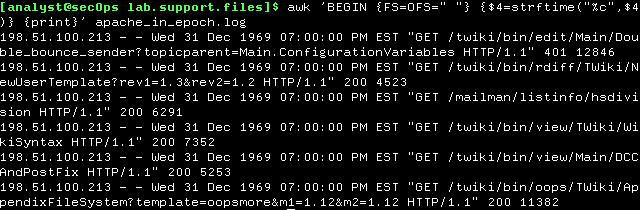 [analyst@secOps lab.support.files]$ awk 'BEGIN {FS=OFS=" "} {$4=strftime("%c",$4
)} {print}' apache_in_epoch.log
198.51.100.213 - - Wed 31 Dec 1969 07:00:00 PM EST "GET /twiki/bin/edit/Main/Dou
ble_bounce_sender?topicparent=Main.ConfigurationVariables HTTP/1.1" 401 12846
198.51.100.213 - - Wed 31 Dec 1969 07:00:00 PM EST "GET /twiki/bin/rdiff/TWiki/N
ewUserTemplate?rev1=1.3&rev2=1.2 HTTP/1.1" 200 4523
198.51.100.213 - - Wed 31 Dec 1969 07:00:00 PM EST "GET /mailman/listinfo/hsdivi
sion HTTP/1.1" 200 6291
198.51.100.213 - - Wed 31 Dec 1969 07:00:00 PM EST "GET /twiki/bin/view/TWiki/Wi
kiSyntax HTTP/1.1" 200 7352
198.51.100.213 - - Wed 31 Dec 1969 07:00:00 PM EST "GET /twiki/bin/view/Main/DCC
AndPostFix HTTP/1.1" 200 5253
198.51.100.213 - - Wed 31 Dec 1969 07:00:00 PM EST "GET /twiki/bin/oops/TWiki/Ap
pendixFileSystem?template=oopsmore&m1=1.12&m2=1.12 HTTP/1.1" 200 11382